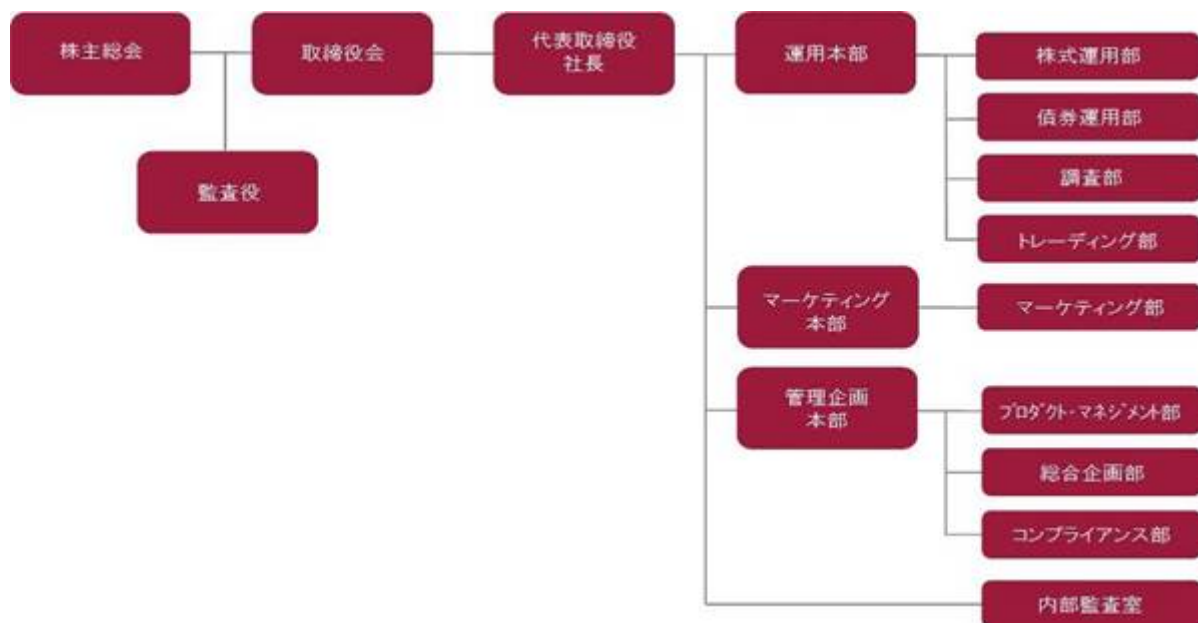 株主総会
取締役会
代表取締役
社長
運用本部
株式運用部
債券運用部
監査役
調査部
トレーディング部
マーケティング
本部
マーケティング部
管理企画
本部
プロダクト・マネジメント部
総合企画部
コンプライアンス部
内部監査室